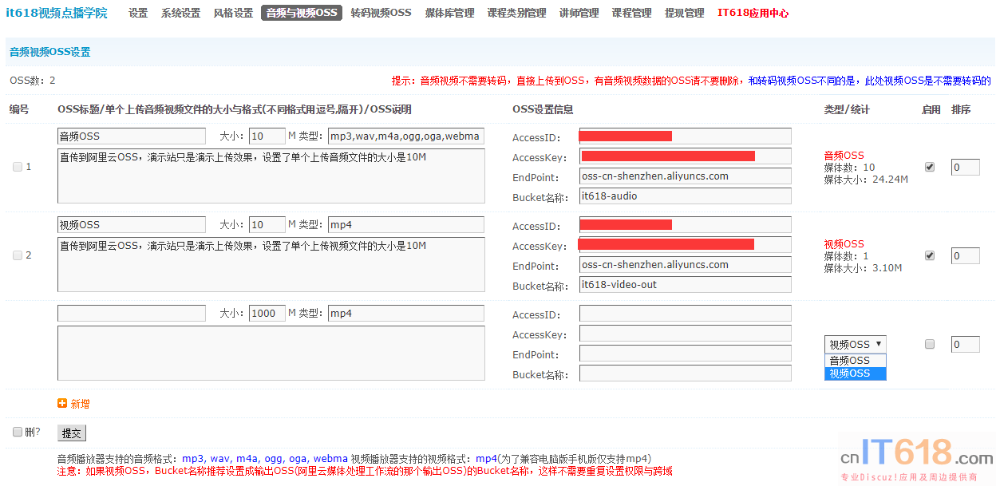 it618视频点播学院 设置 系统设置 风格设置 音频与视频OSS 转码视频OSS 媒体库管理 课程类别管理 讲师管理 课程管理 提现管理 IT618应用中心
音频视频OSS设置
OSS数：2 提示：音频视频不需要转码，直接上传到OSS，有音频视频数据的OSS请不要删除，和转码视频OSS不同的是，此处视频OSS是不需要转码的
编号 OSS标题/单个上传音频视频文件的大小与格式(不同格式用逗号,隔开)/OSS说明 OSS设置信息 类型/统计 启用 排序
音频OSS 大小：10 M 类型：mp3,wav,m4a,ogg,oga,webma AccessID：
直传到阿里云OSS，演示站只是演示上传效果，设置了单个上传音频文件的大小是10M AccessKey： 音频OSS
1 EndPoint：oss-cn-shenzhen.aliyuncs.com 媒体数：10 0
Bucket名称：it618-audio 媒体大小：24.24M
视频OSS 大小：10 M 类型：mp4 AccessID：
直传到阿里云OSS，演示站只是演示上传效果，设置了单个上传视频文件的大小是10M AccessKey： 视频OSS
2 EndPoint：oss-cn-shenzhen.aliyuncs.com 媒体数：1 0
Bucket名称：it618-video-out 媒体大小：3.10M
大小：1000 M 类型：mp4 AccessID：
AccessKey：
视频OSS 0
EndPoint：
音频OSS
Bucket名称：
视频OSS
新增
删? 提交
音频播放器支持的音频格式：mp3, wav, m4a, ogg, oga, webma 视频播放器支持的视频格式：mp4(为了兼容电脑版手机版仅支持mp4)
注意：如果视频OSS，Bucket名称推荐设置成输出OSS(阿里云媒体处理工作流的那个输出OSS)的Bucket名称，这样不需要重复设置权限与跨域
cnIT618.com
专业Discuz!应用及周边提供商